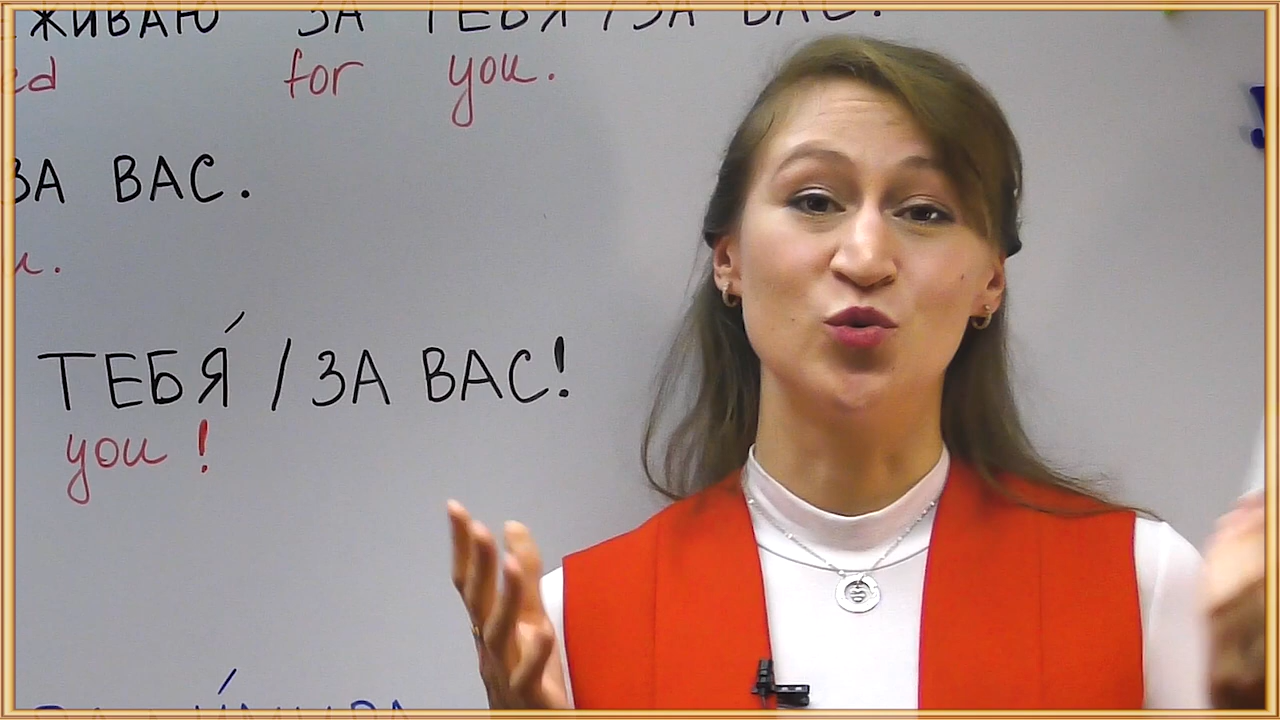 ЖИВАЮ ЗА ТЕБЯ / ЗА ВАС.
ed for you.
ЗА ВАС.
ТЕБЯ́ / ЗА ВАС!
you!